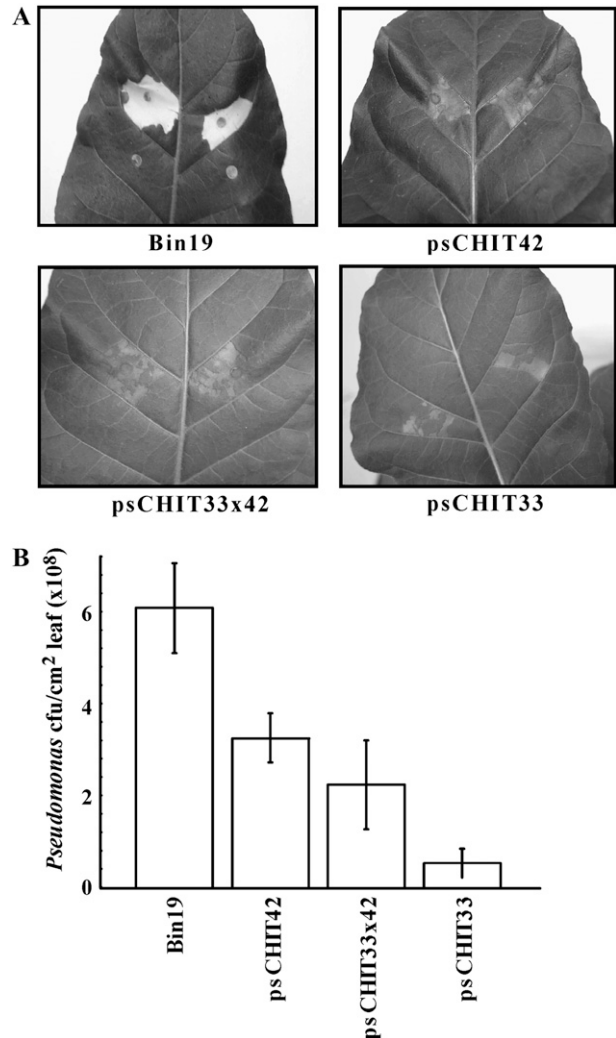 A
Bin19
psCHIT42
psCHIT33x42
psCHIT33
B
Pseudomonas cfu/cm² leaf (x10⁸)
6
4
2
0
Bin19
psCHIT42
psCHIT33x42
psCHIT33